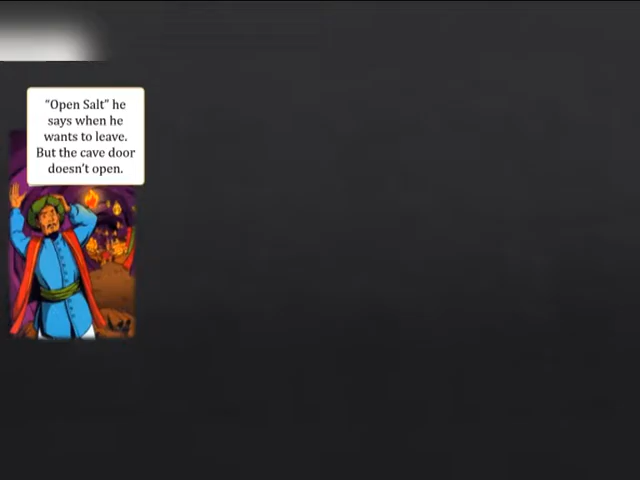 “Open Salt” he
says when he
wants to leave.
But the cave door
doesn’t open.